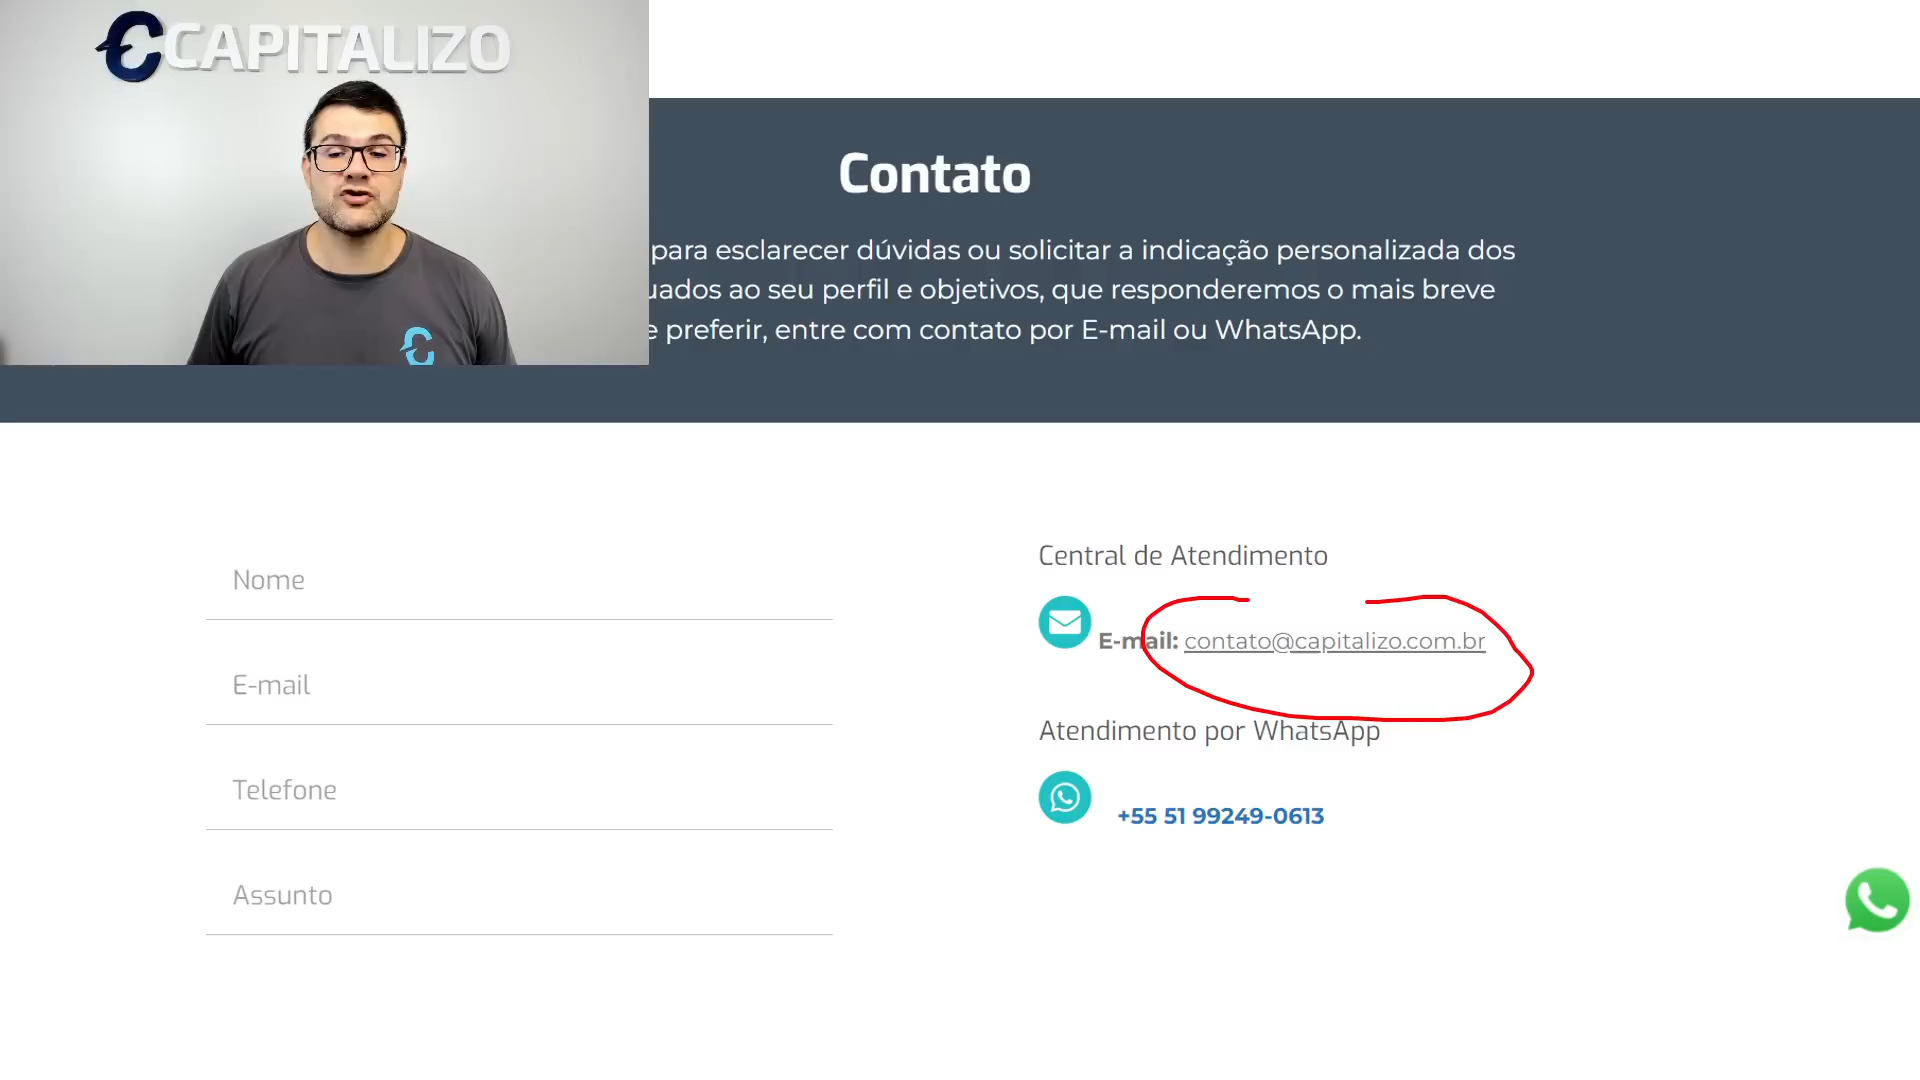 CAPITALIZO
Contato
para esclarecer dúvidas ou solicitar a indicação personalizada dos
ao seu perfil e objetivos, que responderemos o mais breve
preferir, entre com contato por E-mail ou WhatsApp.
Nome
E-mail
Telefone
Assunto
Central de Atendimento
E-mail: contato@capitalizo.com.br
Atendimento por WhatsApp
+55 51 99249-0613